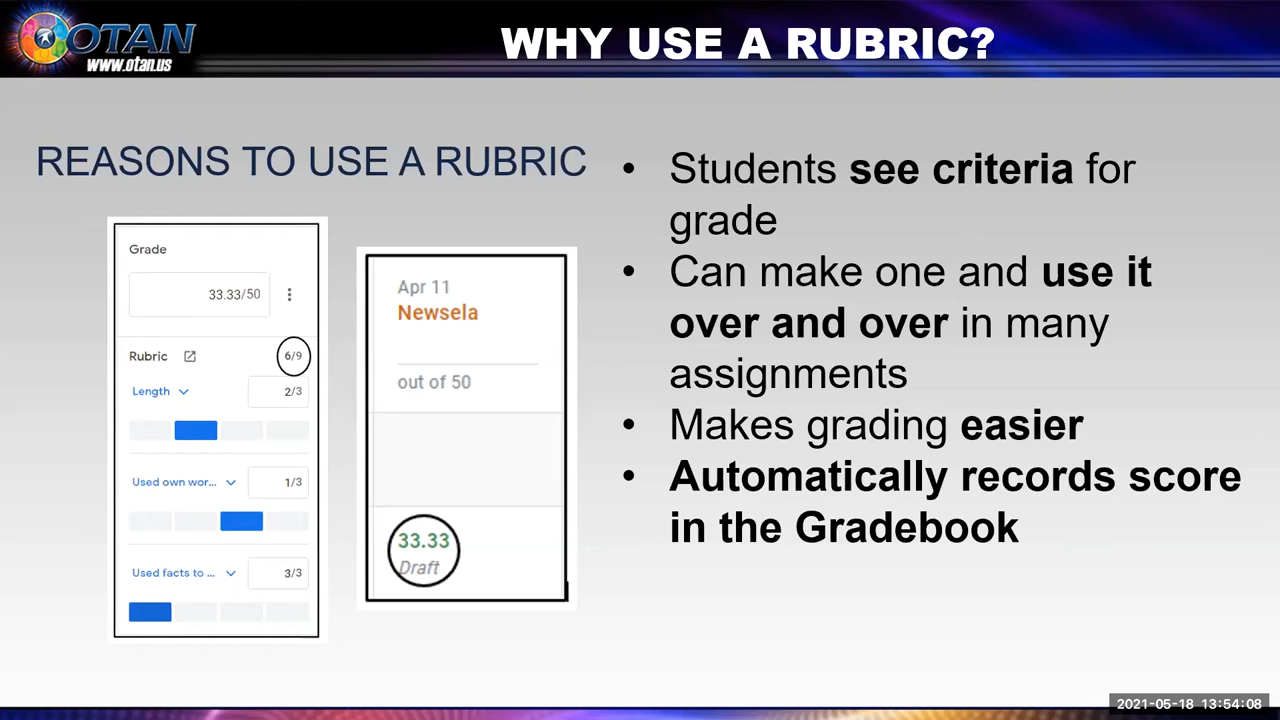 OTAN
www.otan.us
WHY USE A RUBRIC?
REASONS TO USE A RUBRIC
Grade
33.33/50
Rubric
6/9
Length
2/3
Used own wor...
1/3
Used facts to ...
3/3
Apr 11
Newsela
out of 50
33.33
Draft
• Students see criteria for
grade
• Can make one and use it
over and over in many
assignments
• Makes grading easier
• Automatically records score
in the Gradebook
2021-05-18 13:54:08